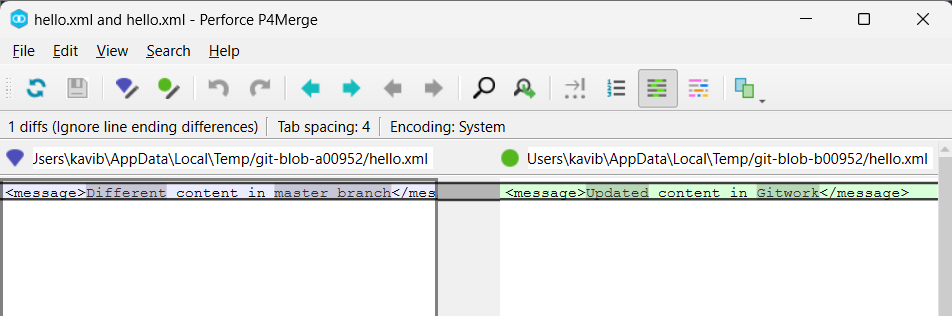 hello.xml and hello.xml - Perforce P4Merge
File Edit View Search Help
1 diffs (Ignore line ending differences) Tab spacing: 4 Encoding: System
Jsers\kavib\AppData\Local\Temp/git-blob-a00952/hello.xml
Users\kavib\AppData\Local\Temp/git-blob-b00952/hello.xml
<message>Different content in master branch</mes
<message>Updated content in Gitwork</message>